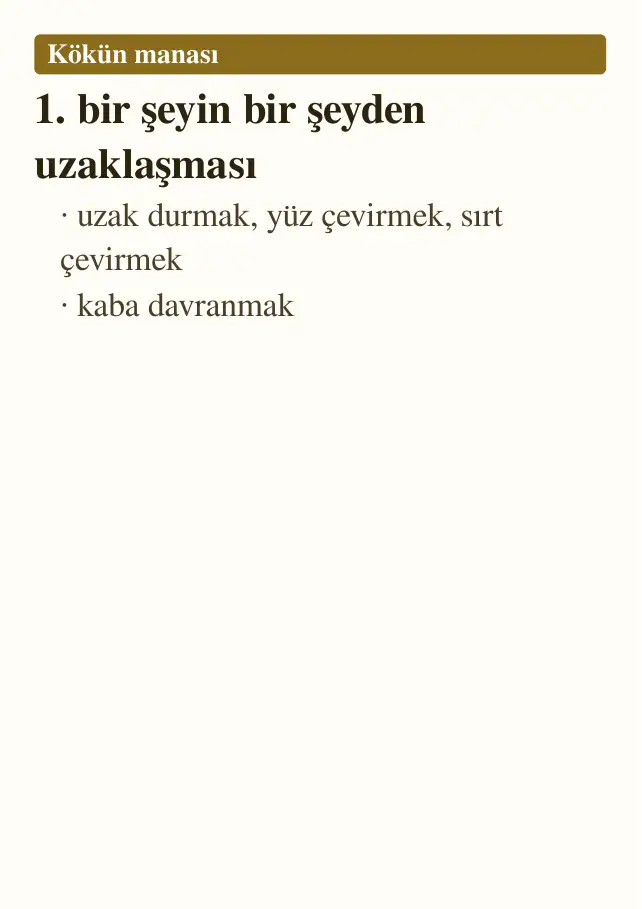 Kökün manası
1. bir şeyin bir şeyden
uzaklaşması
· uzak durmak, yüz çevirmek, sırt
çevirmek
· kaba davranmak